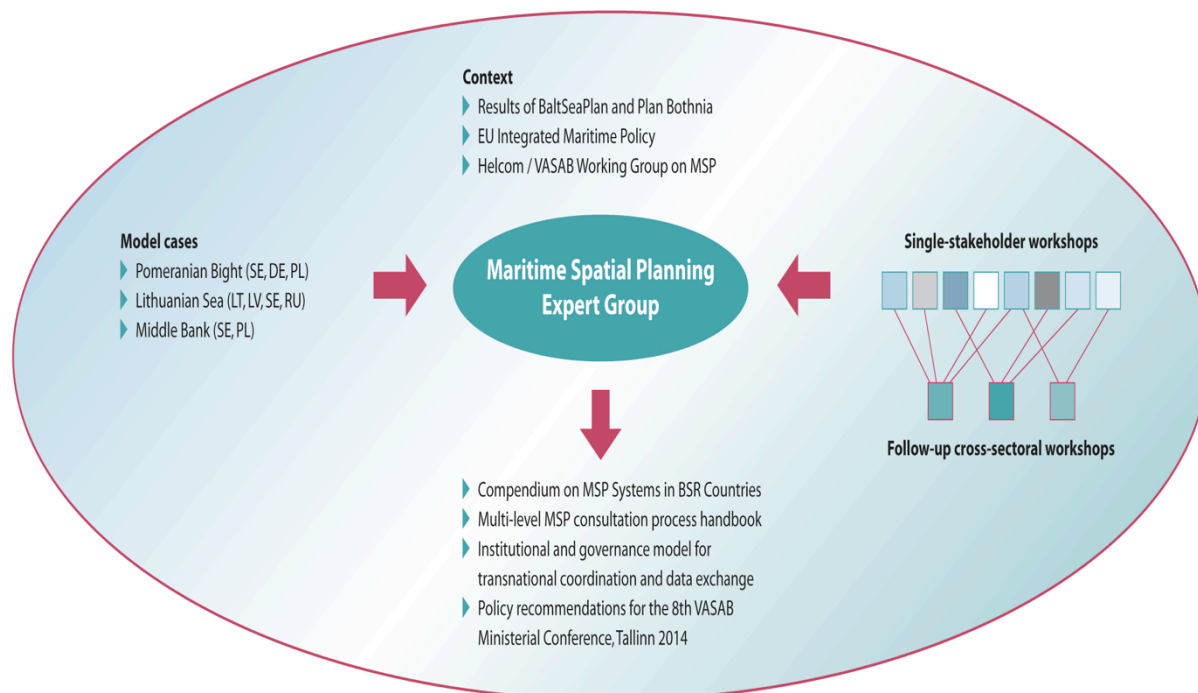 Context
Results of BaltSeaPlan and Plan Bothnia
EU Integrated Maritime Policy
Helcom / VASAB Working Group on MSP
Model cases
Pomeranian Bight (SE, DE, PL)
Lithuanian Sea (LT, LV, SE, RU)
Middle Bank (SE, PL)
Maritime Spatial Planning
Expert Group
Single-stakeholder workshops
Follow-up cross-sectoral workshops
Compendium on MSP Systems in BSR Countries
Multi-level MSP consultation process handbook
Institutional and governance model for
transnational coordination and data exchange
Policy recommendations for the 8th VASAB
Ministerial Conference, Tallinn 2014